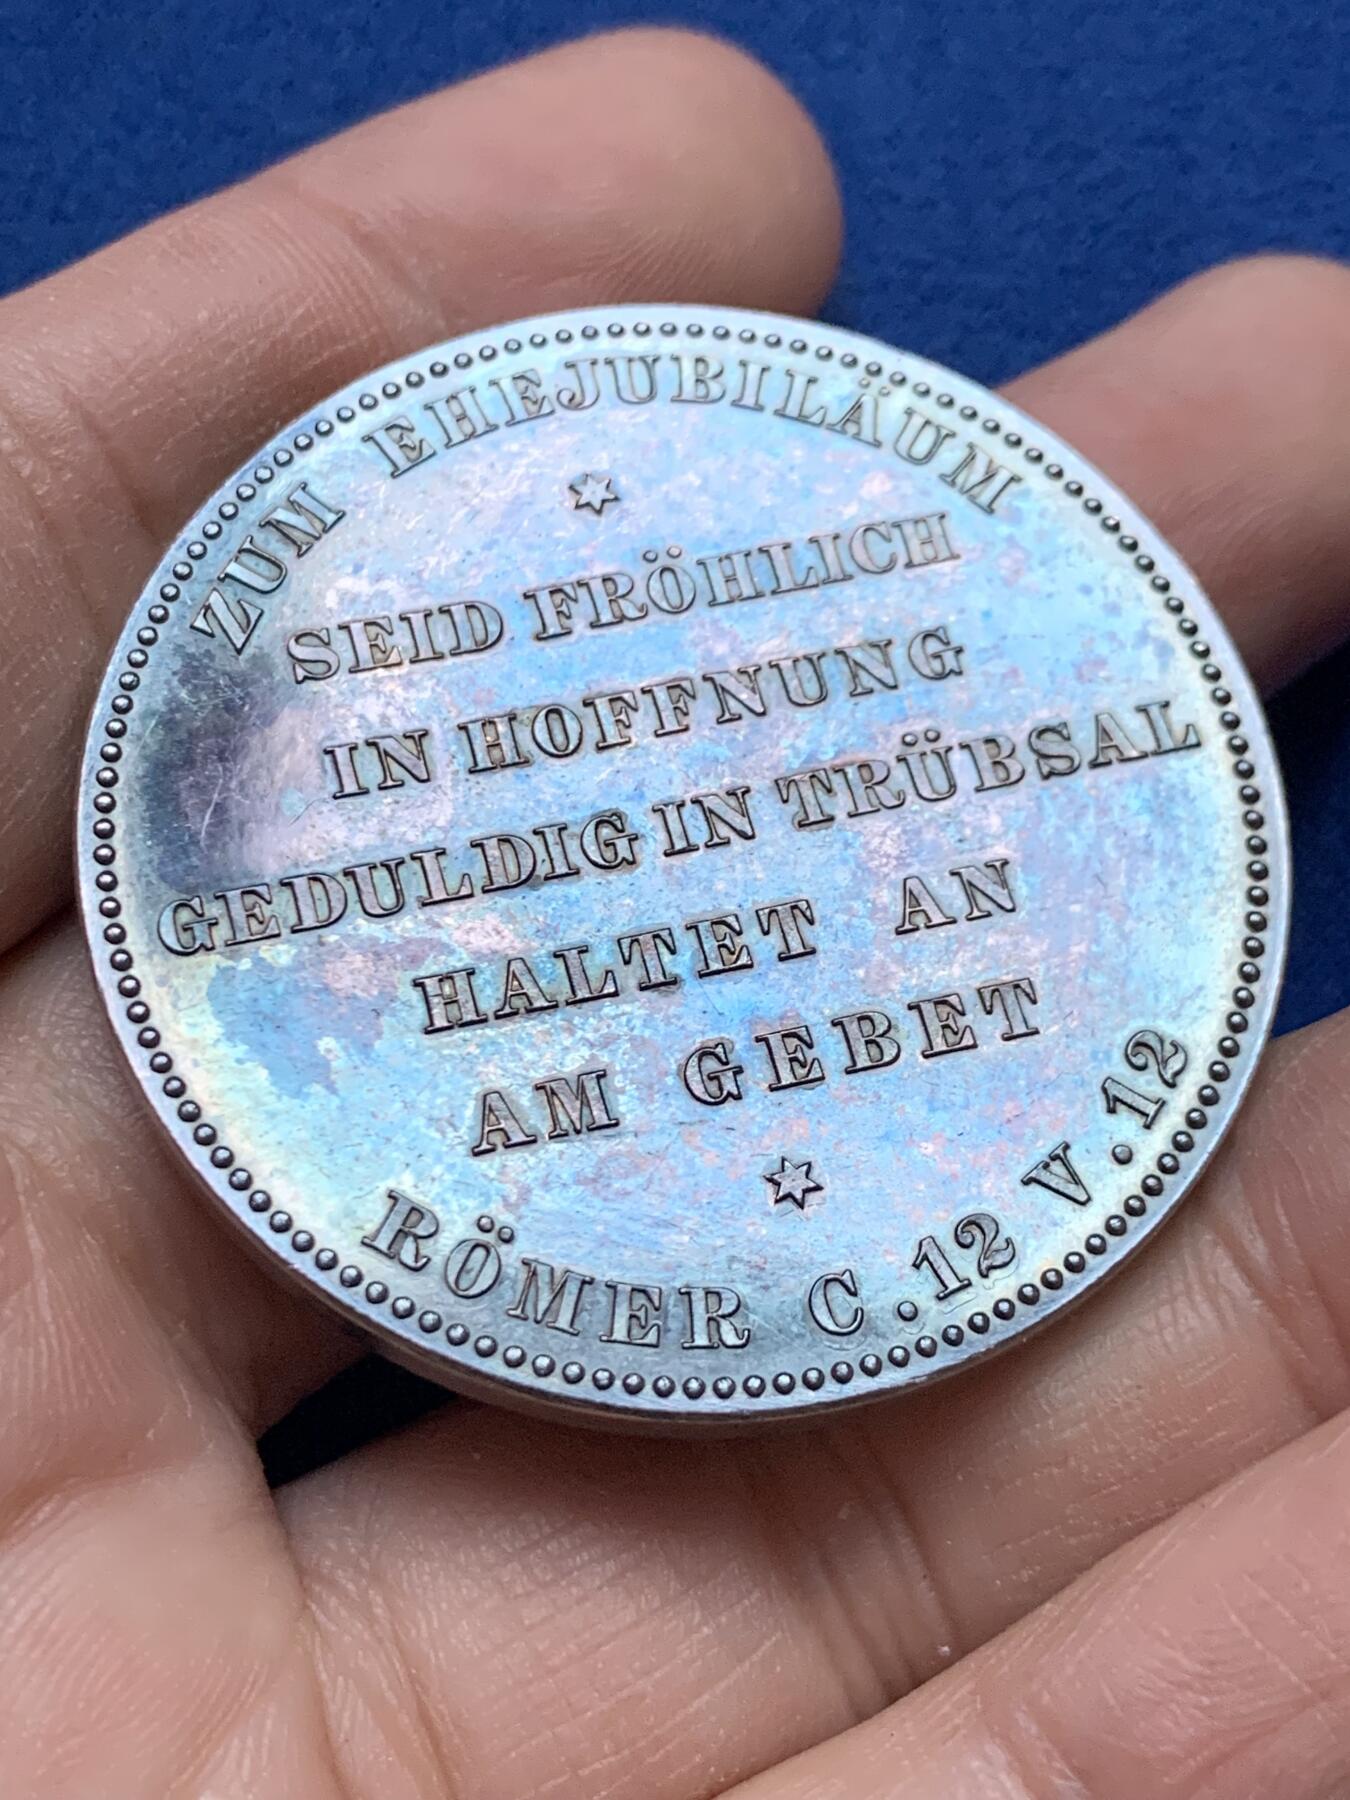 ZUM EHEJUBILÄUM
SEID FRÖHLICH
IN HOFFNUNG
GEDULDIG IN TRÜBSAL
HALTET AN
AM GEBET
RÖMER C.12 V.12